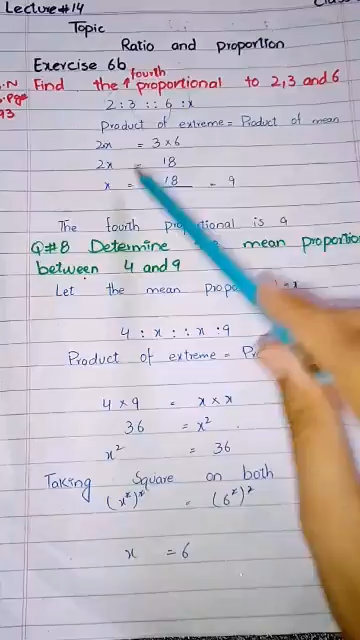 Lecture#14
Topic
Ratio and proportion
Exercise 6b
fourth
Find the ↑ proportional to 2,3 and 6
2 : 3 :: 6 : x
Product of extreme = Product of mean
2x = 3×6
2x = 18
x = 18 = 9
The fourth proportional is 9
Q#8 Determine mean proportion
between 4 and 9
Let the mean
4 : x :: x : 9
Product of extreme =
4 × 9 = x × x
36 = x²
x² = 36
Taking Square on both
x = 6